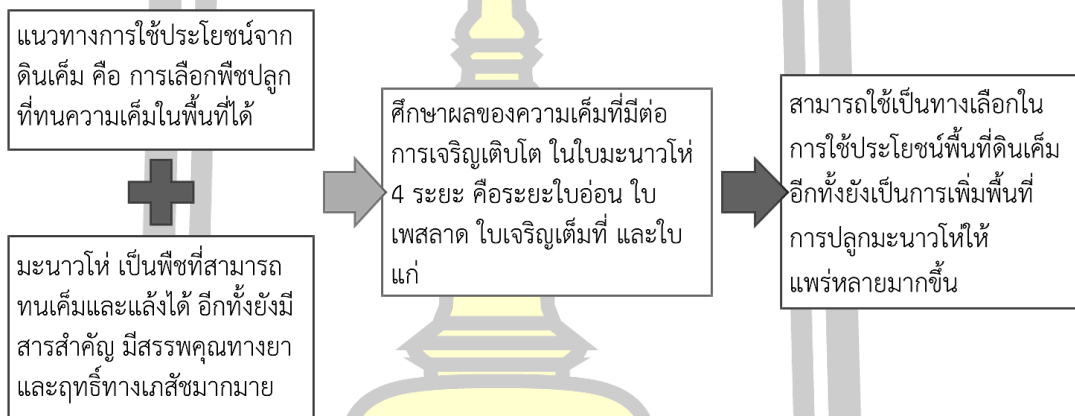 แนวทางการใช้ประโยชน์จาก
ดินเค็ม คือ การเลือกพืชปลูก
ที่ทนความเค็มในพื้นที่ได้
มะนาวโห่ เป็นพืชที่สามารถ
ทนเค็มและแล้งได้ อีกทั้งยังมี
สารสำคัญ มีสรรพคุณทางยา
และฤทธิ์ทางเภสัชมากมาย
ศึกษาผลของความเค็มที่มีต่อ
การเจริญเติบโต ในใบมะนาวโห่
4 ระยะ คือระยะใบอ่อน ใบ
เพสลาด ใบเจริญเต็มที่ และใบ
แก่
สามารถใช้เป็นทางเลือกใน
การใช้ประโยชน์พื้นที่ดินเค็ม
อีกทั้งยังเป็นการเพิ่มพื้นที่
การปลูกมะนาวโห่ให้
แพร่หลายมากขึ้น